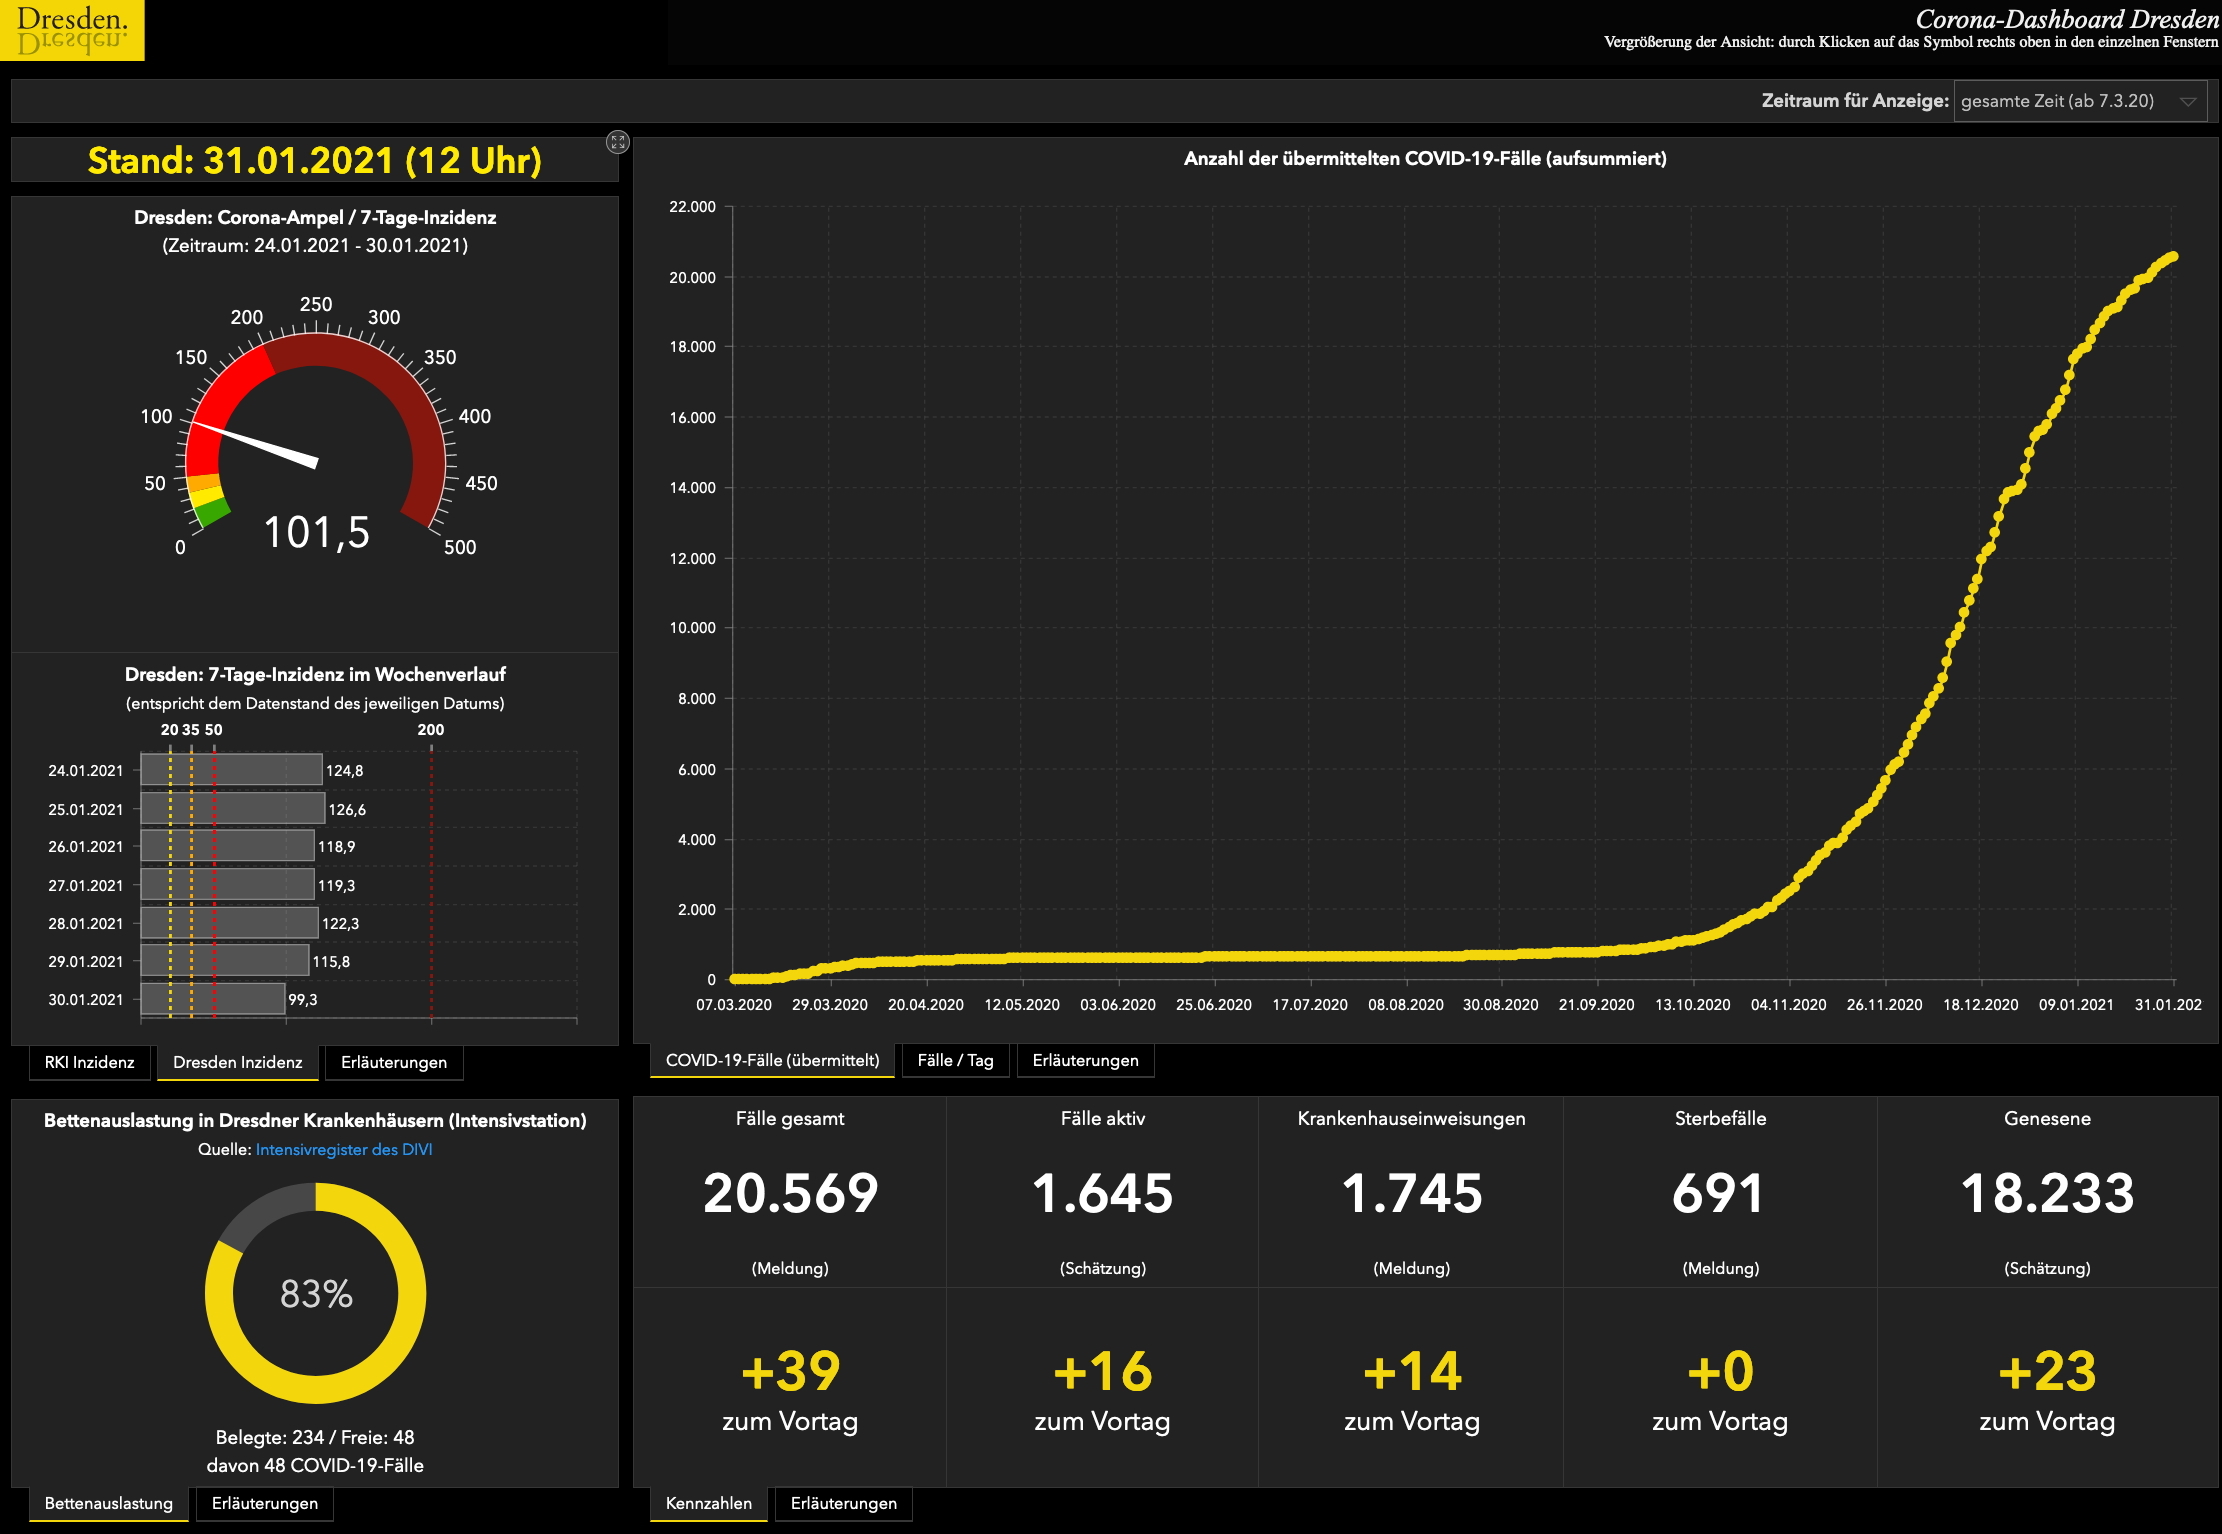 Dresden.
Dresden.
Corona-Dashboard Dresden
Vergrößerung der Ansicht: durch Klicken auf das Symbol rechts oben in den einzelnen Fenstern
Zeitraum für Anzeige: gesamte Zeit (ab 7.3.20)
Stand: 31.01.2021 (12 Uhr)
Dresden: Corona-Ampel / 7-Tage-Inzidenz
(Zeitraum: 24.01.2021 - 30.01.2021)
0
50
100
150
200
250
300
350
400
450
500
101,5
Dresden: 7-Tage-Inzidenz im Wochenverlauf
(entspricht dem Datenstand des jeweiligen Datums)
20 35 50 200
24.01.2021 124,8
25.01.2021 126,6
26.01.2021 118,9
27.01.2021 119,3
28.01.2021 122,3
29.01.2021 115,8
30.01.2021 99,3
RKI Inzidenz Dresden Inzidenz Erläuterungen
Anzahl der übermittelten COVID-19-Fälle (aufsummiert)
22.000
20.000
18.000
16.000
14.000
12.000
10.000
8.000
6.000
4.000
2.000
0
07.03.2020 29.03.2020 20.04.2020 12.05.2020 03.06.2020 25.06.2020 17.07.2020 08.08.2020 30.08.2020 21.09.2020 13.10.2020 04.11.2020 26.11.2020 18.12.2020 09.01.2021 31.01.202
COVID-19-Fälle (übermittelt) Fälle / Tag Erläuterungen
Bettenauslastung in Dresdner Krankenhäusern (Intensivstation)
Quelle: Intensivregister des DIVI
83%
Belegte: 234 / Freie: 48
davon 48 COVID-19-Fälle
Bettenauslastung Erläuterungen
Fälle gesamt
20.569
(Meldung)
+39
zum Vortag
Fälle aktiv
1.645
(Schätzung)
+16
zum Vortag
Krankenhauseinweisungen
1.745
(Meldung)
+14
zum Vortag
Sterbefälle
691
(Meldung)
+0
zum Vortag
Genesene
18.233
(Schätzung)
+23
zum Vortag
Kennzahlen Erläuterungen